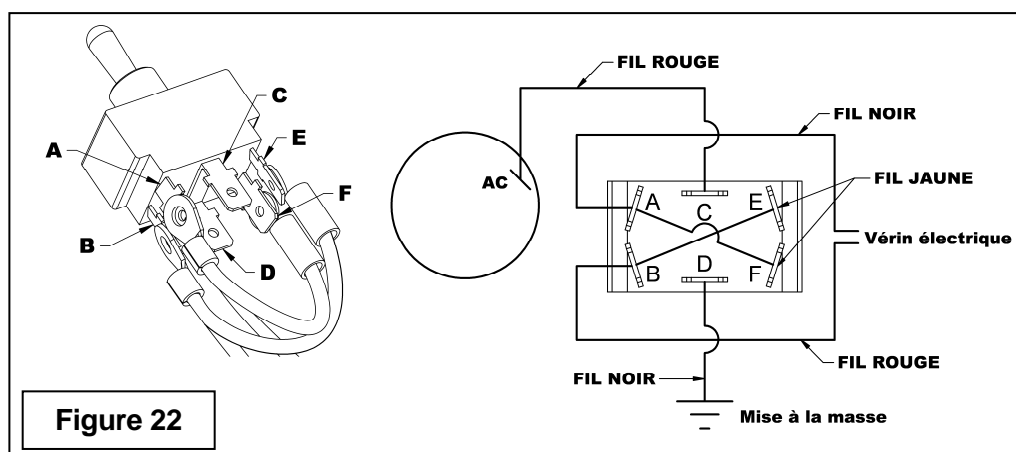 A
B
C
D
E
F
FIL ROUGE
AC
FIL NOIR
FIL JAUNE
A
C
E
B
D
F
Vérin électrique
FIL ROUGE
FIL NOIR
Mise à la masse
Figure 22